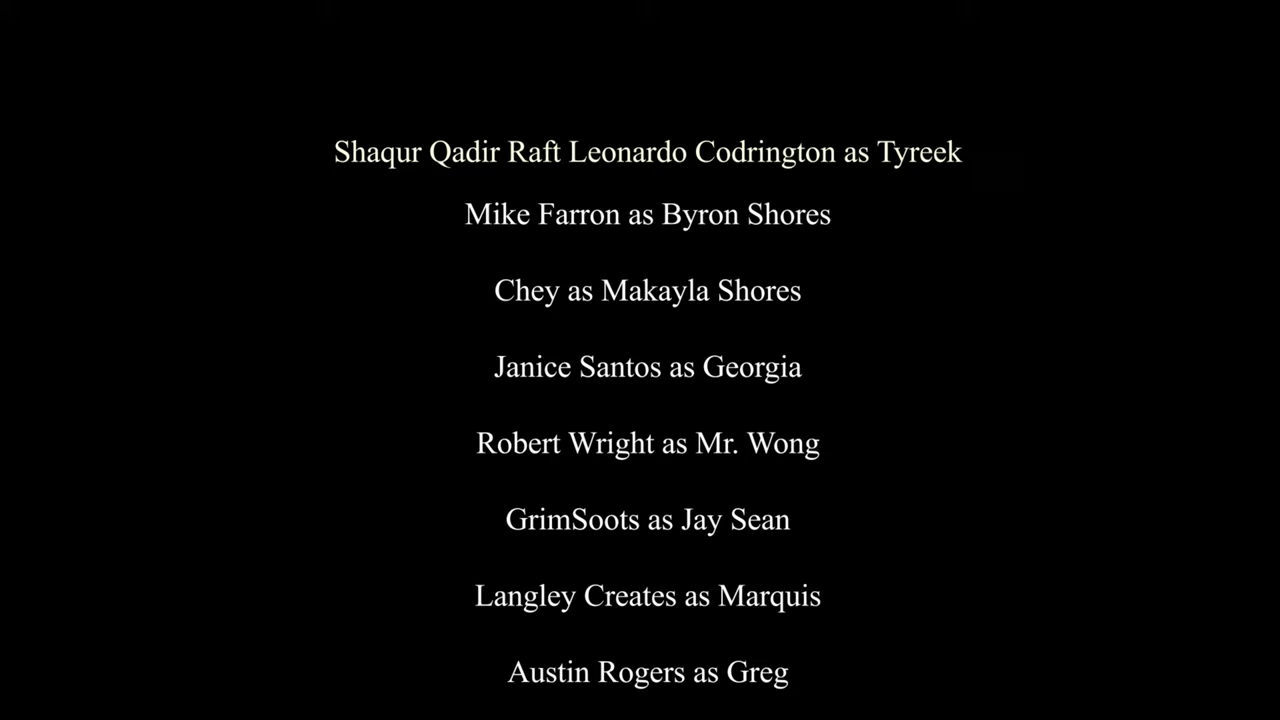 Shaqur Qadir Raft Leonardo Codrington as Tyreek
Mike Farron as Byron Shores
Chey as Makayla Shores
Janice Santos as Georgia
Robert Wright as Mr. Wong
GrimSoots as Jay Sean
Langley Creates as Marquis
Austin Rogers as Greg